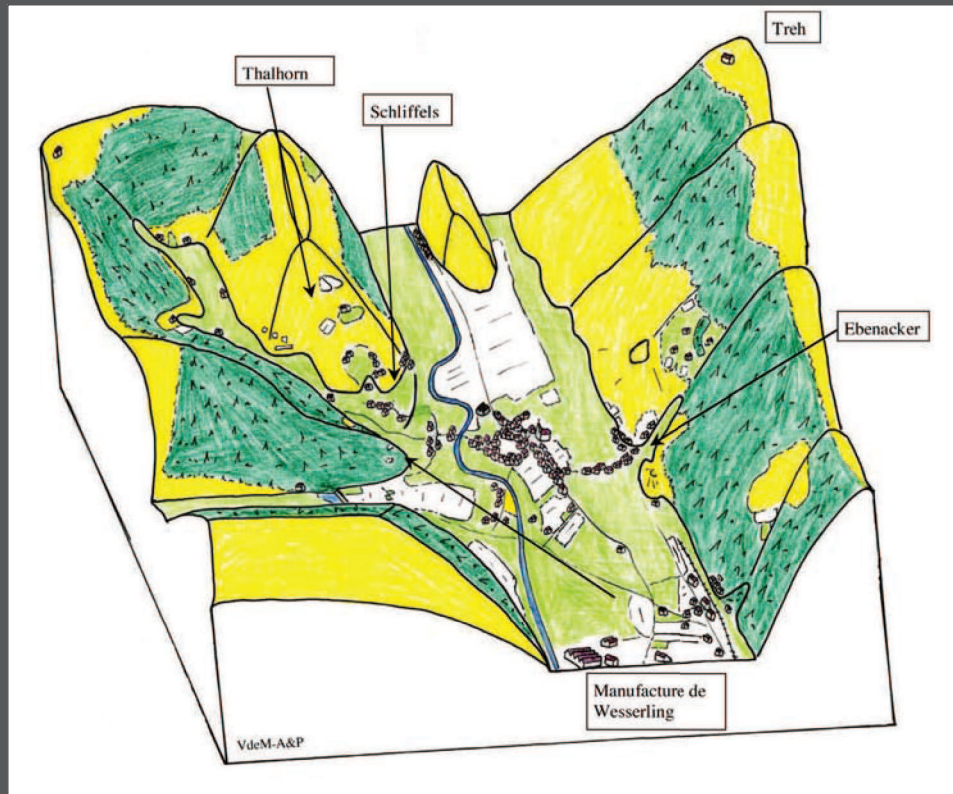 Treh
Thalhorn
Schliffels
Ebenacker
Manufacture de
Wesserling
VdeM-A&P